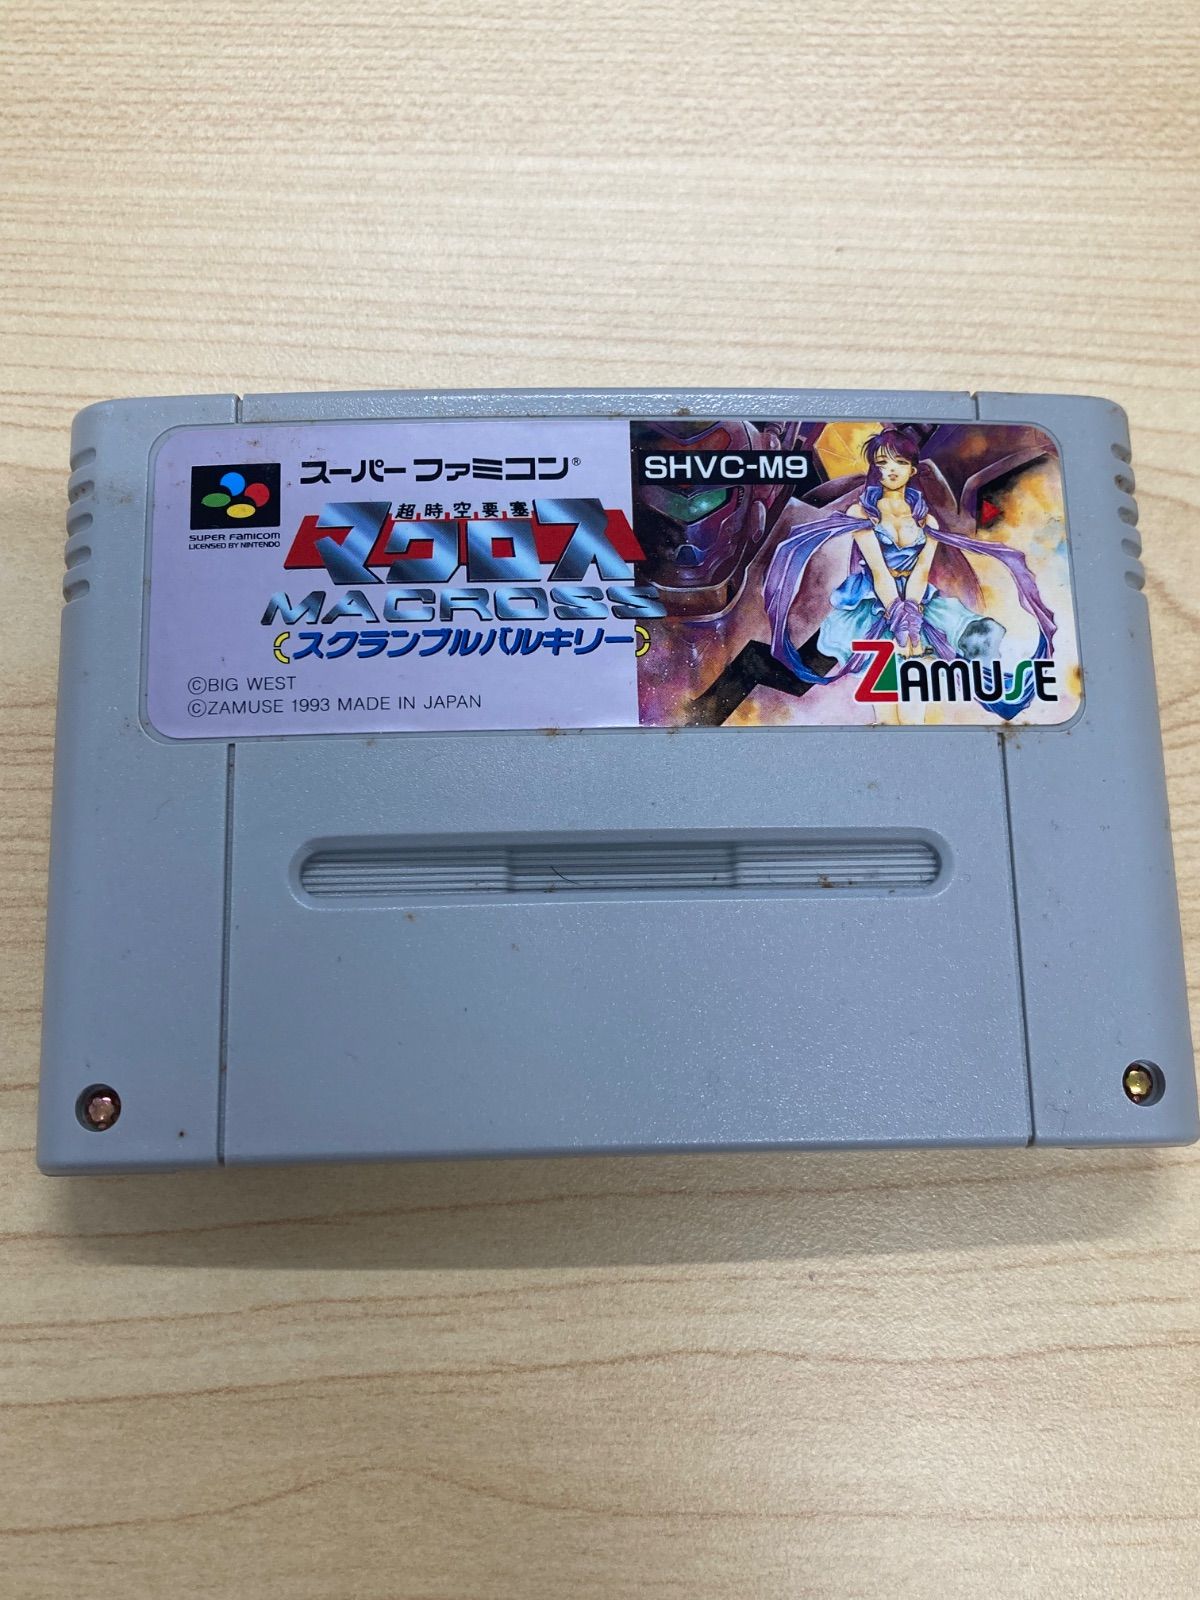 スーパーファミコン®
SUPER FAMICOM
LICENSED BY NINTENDO
超時空要塞
マクロス
MACROSS
スクランブルバルキリー
©BIG WEST
©ZAMUSE 1993 MADE IN JAPAN
SHVC-M9
ZAMUSE